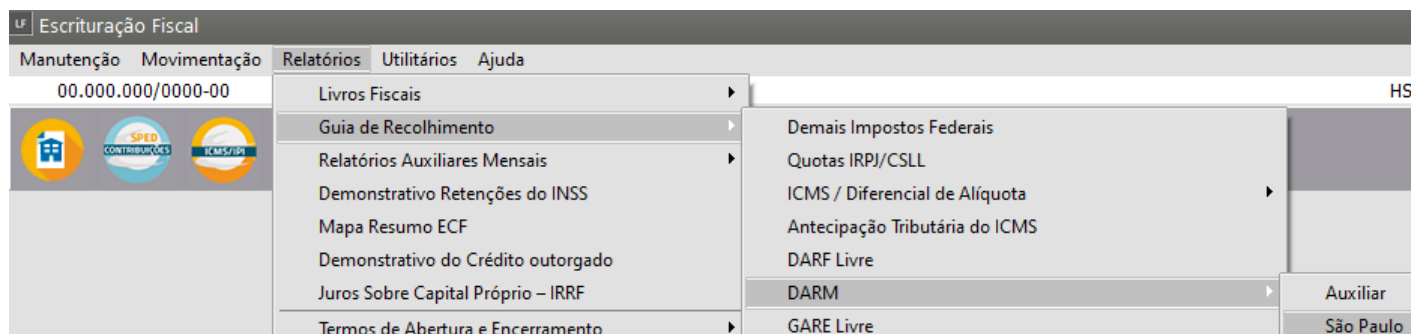 LF Escrituração Fiscal
Manutenção Movimentação Relatórios Utilitários Ajuda
00.000.000/0000-00 HS
SPED CONTRIBUIÇÕES
ICMS/IPI
Livros Fiscais
Guia de Recolhimento
Relatórios Auxiliares Mensais
Demonstrativo Retenções do INSS
Mapa Resumo ECF
Demonstrativo do Crédito outorgado
Juros Sobre Capital Próprio – IRRF
Termos de Abertura e Encerramento
Demais Impostos Federais
Quotas IRPJ/CSLL
ICMS / Diferencial de Alíquota
Antecipação Tributária do ICMS
DARF Livre
DARM
GARE Livre
Auxiliar
São Paulo